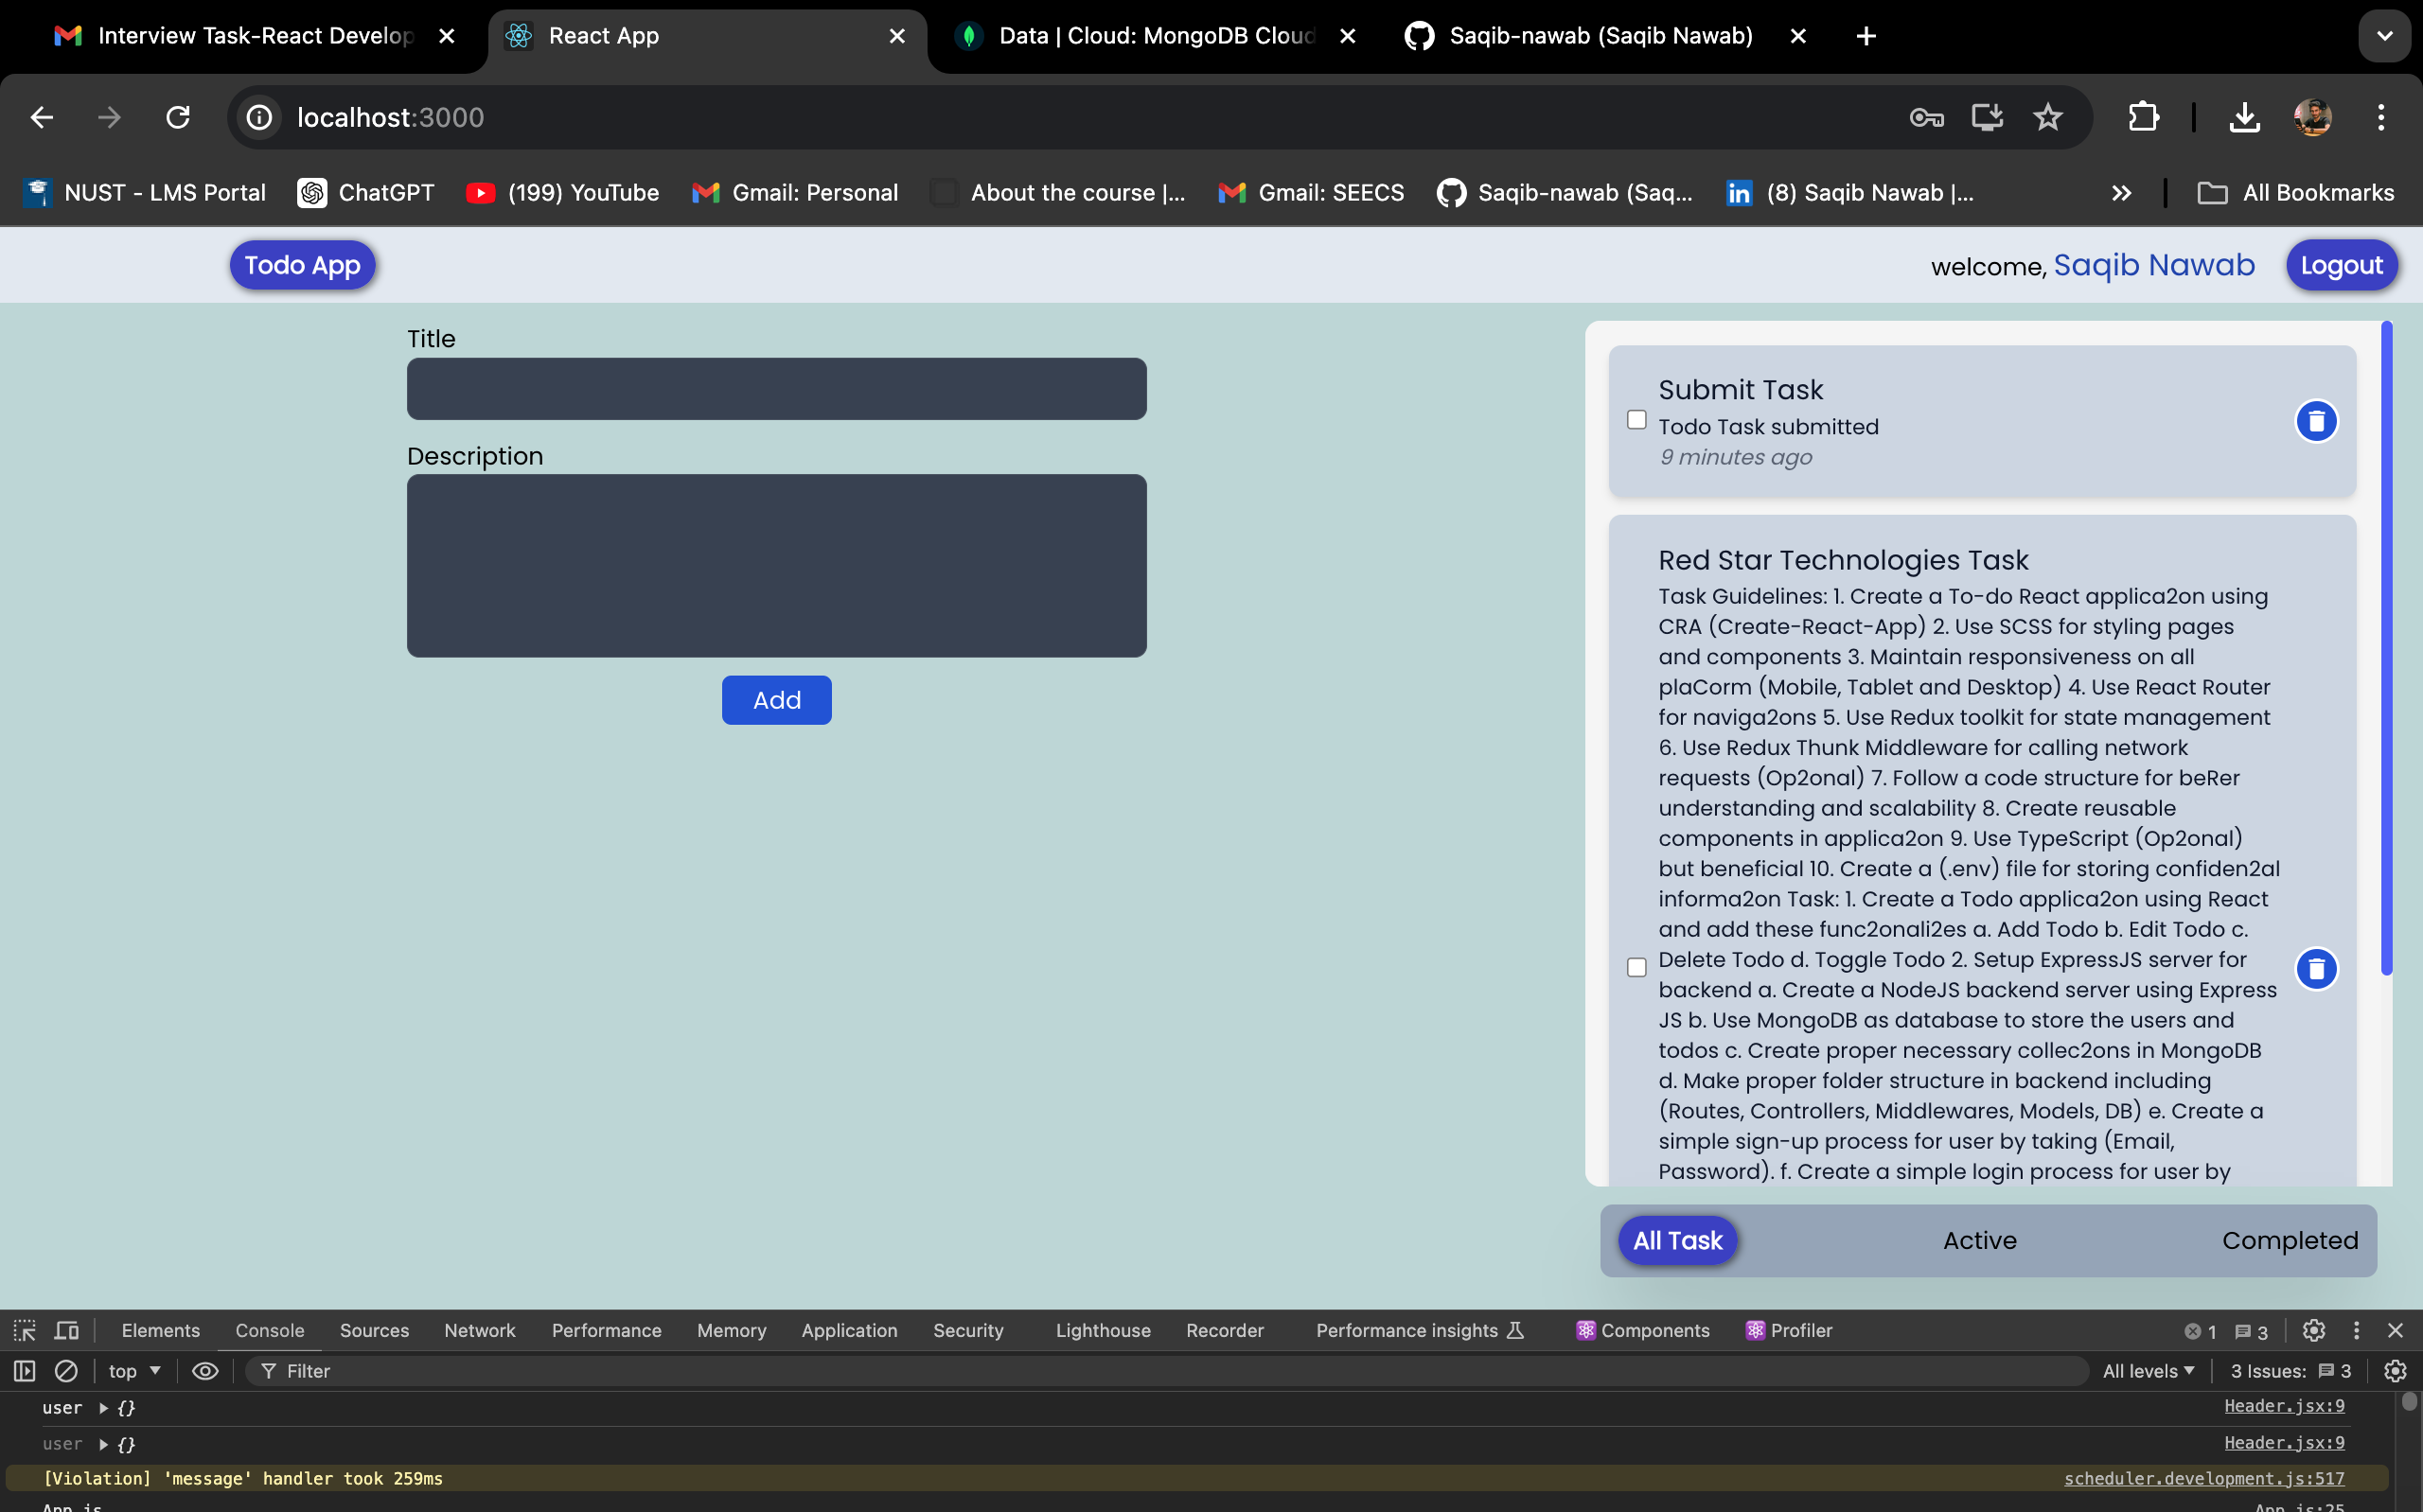 Interview Task-React Develop
React App
Data | Cloud: MongoDB Cloud
Saqib-nawab (Saqib Nawab)
localhost:3000
NUST - LMS Portal
ChatGPT
(199) YouTube
Gmail: Personal
About the course |...
Gmail: SEECS
Saqib-nawab (Saq...
(8) Saqib Nawab |...
All Bookmarks
Todo App
welcome, Saqib Nawab
Logout
Title
Description
Add
Submit Task
Todo Task submitted
9 minutes ago
Red Star Technologies Task
Task Guidelines: 1. Create a To-do React applica2on using
CRA (Create-React-App) 2. Use SCSS for styling pages
and components 3. Maintain responsiveness on all
plaCorm (Mobile, Tablet and Desktop) 4. Use React Router
for naviga2ons 5. Use Redux toolkit for state management
6. Use Redux Thunk Middleware for calling network
requests (Op2onal) 7. Follow a code structure for beRer
understanding and scalability 8. Create reusable
components in applica2on 9. Use TypeScript (Op2onal)
but beneficial 10. Create a (.env) file for storing confiden2al
informa2on Task: 1. Create a Todo applica2on using React
and add these func2onali2es a. Add Todo b. Edit Todo c.
Delete Todo d. Toggle Todo 2. Setup ExpressJS server for
backend a. Create a NodeJS backend server using Express
JS b. Use MongoDB as database to store the users and
todos c. Create proper necessary collec2ons in MongoDB
d. Make proper folder structure in backend including
(Routes, Controllers, Middlewares, Models, DB) e. Create a
simple sign-up process for user by taking (Email,
Password). f. Create a simple login process for user by
All Task
Active
Completed
Elements
Console
Sources
Network
Performance
Memory
Application
Security
Lighthouse
Recorder
Performance insights
Components
Profiler
1
3
top
Filter
All levels
3 Issues:
3
user ▶ {}
Header.jsx:9
user ▶ {}
Header.jsx:9
[Violation] 'message' handler took 259ms
scheduler.development.js:517
App.js
App.js:25